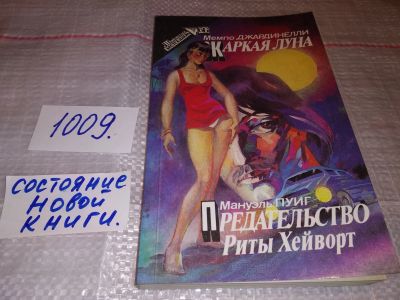 Мемпо ДЖАРДИНЕЛЛИ
ЖАРКАЯ ЛУНА
1009.
СОСТОЯНИЕ
НОВОЙ
КНИГИ.
Мануэль ПУИГ
ПРЕДАТЕЛЬСТВО
Риты Хейворт